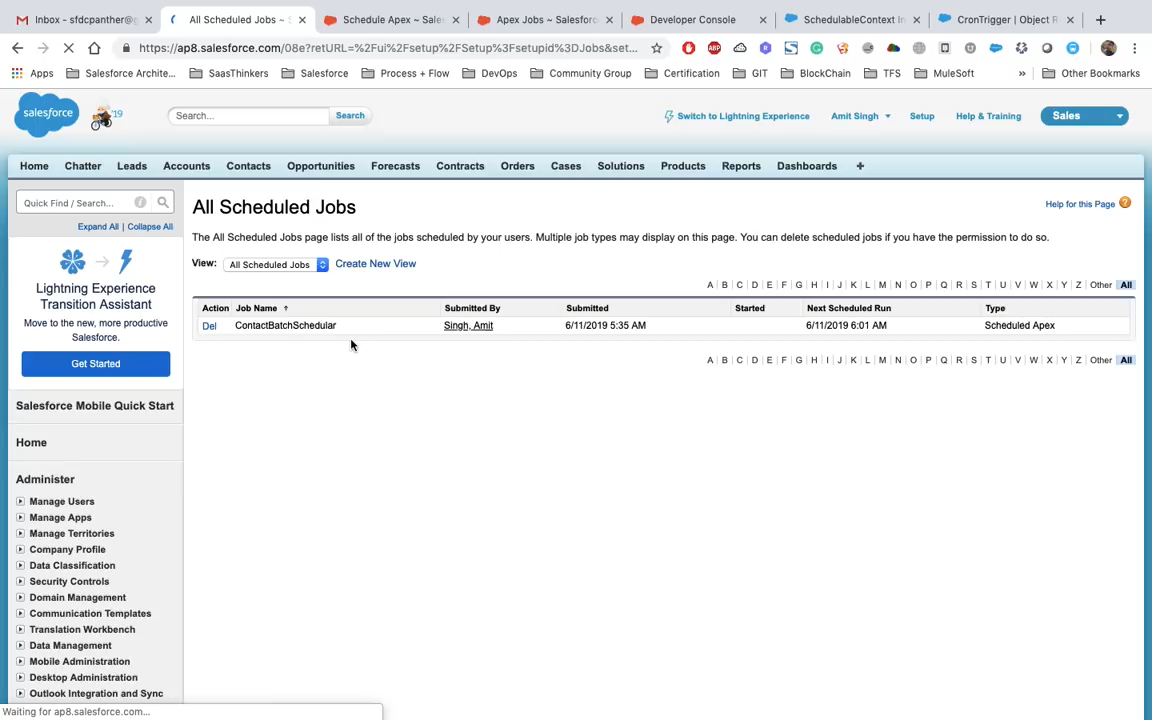 Inbox - sfdcpanther@g
All Scheduled Jobs ~ S
Schedule Apex ~ Sale
Apex Jobs ~ Salesforc
Developer Console
SchedulableContext In
CronTrigger | Object R
https://ap8.salesforce.com/08e?retURL=%2Fui%2Fsetup%2FSetup%3Fsetupid%3DJobs&set...
Apps
Salesforce Archite...
SaasThinkers
Salesforce
Process + Flow
DevOps
Community Group
Certification
GIT
BlockChain
TFS
MuleSoft
»
Other Bookmarks
salesforce
'19
Search...
Search
Switch to Lightning Experience
Amit Singh
Setup
Help & Training
Sales
Home Chatter Leads Accounts Contacts Opportunities Forecasts Contracts Orders Cases Solutions Products Reports Dashboards +
Quick Find / Search...
Expand All | Collapse All
Lightning Experience
Transition Assistant
Move to the new, more productive
Salesforce.
Get Started
Salesforce Mobile Quick Start
Home
Administer
Manage Users
Manage Apps
Manage Territories
Company Profile
Data Classification
Security Controls
Domain Management
Communication Templates
Translation Workbench
Data Management
Mobile Administration
Desktop Administration
Outlook Integration and Sync
All Scheduled Jobs
Help for this Page ?
The All Scheduled Jobs page lists all of the jobs scheduled by your users. Multiple job types may display on this page. You can delete scheduled jobs if you have the permission to do so.
View: All Scheduled Jobs Create New View
A B C D E F G H I J K L M N O P Q R S T U V W X Y Z Other All
Action Job Name ↑ Submitted By Submitted Started Next Scheduled Run Type
Del ContactBatchSchedular Singh, Amit 6/11/2019 5:35 AM 6/11/2019 6:01 AM Scheduled Apex
A B C D E F G H I J K L M N O P Q R S T U V W X Y Z Other All
Waiting for ap8.salesforce.com...